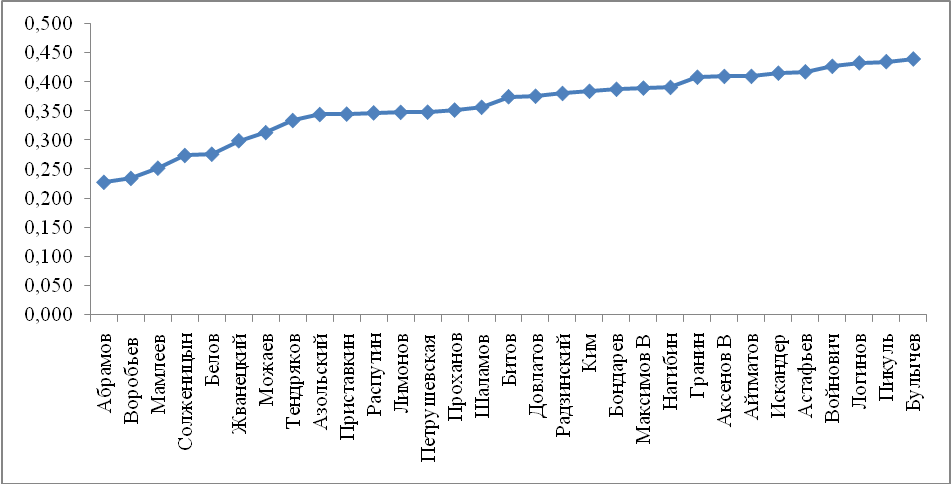 0,500
0,450
0,400
0,350
0,300
0,250
0,200
0,150
0,100
0,050
0,000
Абрамов
Воробьев
Мамлеев
Солженицын
Белов
Жванецкий
Можаев
Тендряков
Азольский
Приставкин
Распутин
Лимонов
Петрушевская
Проханов
Шаламов
Битов
Довлатов
Радзинский
Ким
Бондарев
Максимов В
Нагибин
Гранин
Аксенов В
Айтматов
Искандер
Астафьев
Войнович
Логинов
Пикуль
Булычев